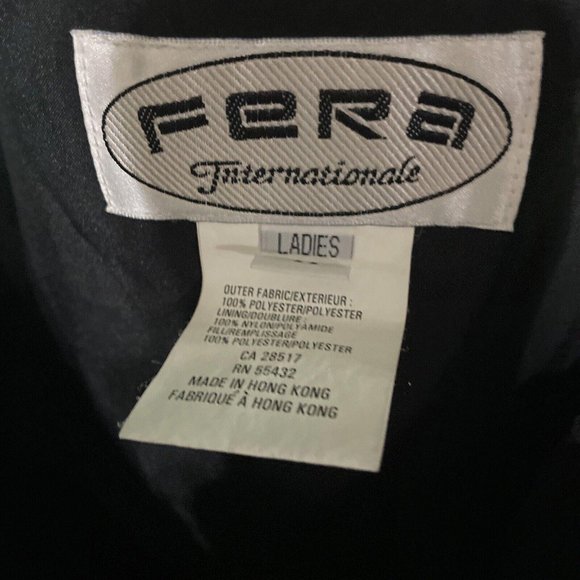 FERA
Internationale
LADIES
OUTER FABRIC/EXTERIEUR :
100% POLYESTER/POLYESTER
LINING/DOUBLURE :
100% NYLON/POLYAMIDE
FILL/REMPLISSAGE
100% POLYESTER/POLYESTER
CA 28517
RN 55432
MADE IN HONG KONG
FABRIQUÉ À HONG KONG